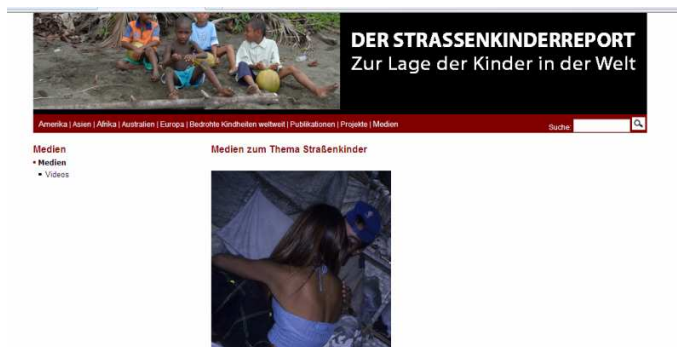 DER STRASSENKINDERREPORT
Zur Lage der Kinder in der Welt
Amerika | Asien | Afrika | Australien | Europa | Bedrohte Kindheiten weltweit | Publikationen | Projekte | Medien
Suche:
Medien
Medien zum Thema Straßenkinder
• Medien
▪ Videos